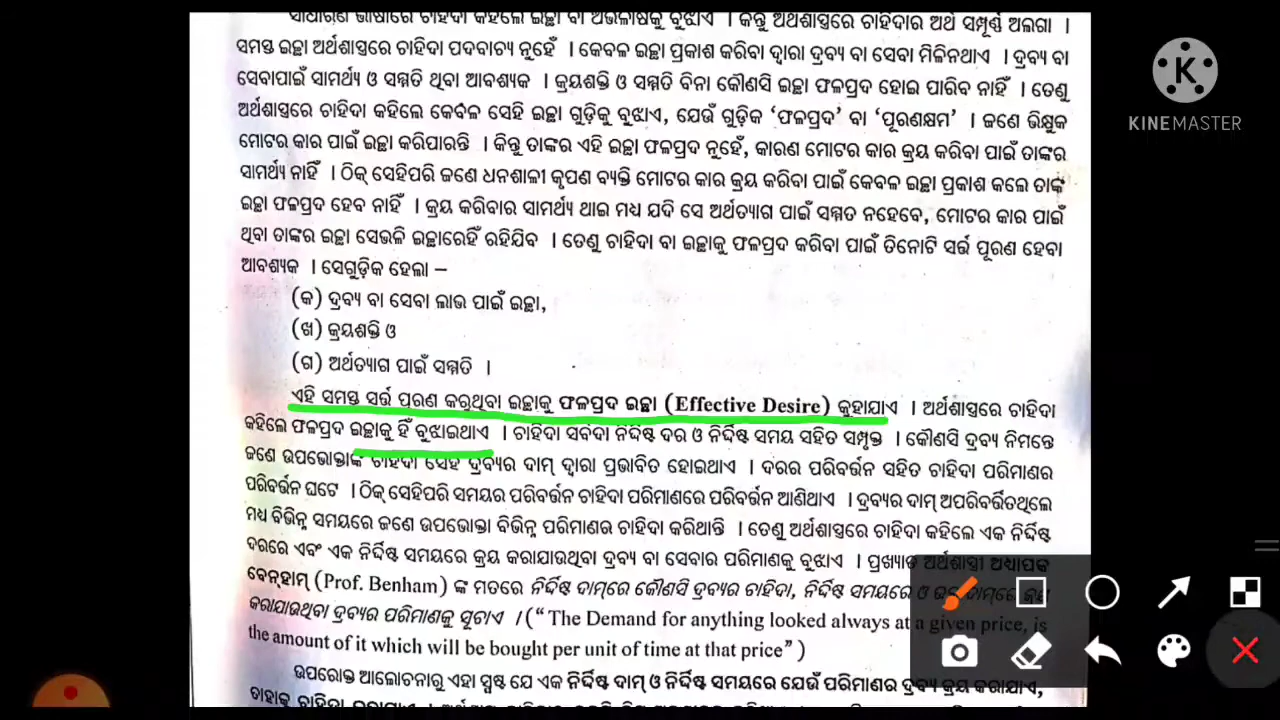 ସାଧାରଣ ଭାଷାରେ ଚାହିଦା କହିଲେ ଇଚ୍ଛା ବା ଅଭିଳାଷକୁ ବୁଝାଏ । କିନ୍ତୁ ଅର୍ଥଶାସ୍ତ୍ରରେ ଚାହିଦାର ଅର୍ଥ ସମ୍ପୂର୍ଣ୍ଣ ଅଲଗା ।
ସମସ୍ତ ଇଚ୍ଛା ଅର୍ଥଶାସ୍ତ୍ରରେ ଚାହିଦା ପଦବାଚ୍ୟ ନୁହେଁ । କେବଳ ଇଚ୍ଛା ପ୍ରକାଶ କରିବା ଦ୍ୱାରା ଦ୍ରବ୍ୟ ବା ସେବା ମିଳିନଥାଏ । ଦ୍ରବ୍ୟ ବା
ସେବାପାଇଁ ସାମର୍ଥ୍ୟ ଓ ସମ୍ମତି ଥିବା ଆବଶ୍ୟକ । କ୍ରୟଶକ୍ତି ଓ ସମ୍ମତି ବିନା କୌଣସି ଇଚ୍ଛା ଫଳପ୍ରଦ ହୋଇ ପାରିବ ନାହିଁ । ତେଣୁ
ଅର୍ଥଶାସ୍ତ୍ରରେ ଚାହିଦା କହିଲେ କେବଳ ସେହି ଇଚ୍ଛା ଗୁଡ଼ିକୁ ବୁଝାଏ, ଯେଉଁ ଗୁଡ଼ିକ ‘ଫଳପ୍ରଦ’ ବା ‘ପୂରଣକ୍ଷମ’ । ଜଣେ ଭିକ୍ଷୁକ
ମୋଟର କାର ପାଇଁ ଇଚ୍ଛା କରିପାରନ୍ତି । କିନ୍ତୁ ତାଙ୍କର ଏହି ଇଚ୍ଛା ଫଳପ୍ରଦ ନୁହେଁ, କାରଣ ମୋଟର କାର କ୍ରୟ କରିବା ପାଇଁ ତାଙ୍କର
ସାମର୍ଥ୍ୟ ନାହିଁ । ଠିକ୍ ସେହିପରି ଜଣେ ଧନଶାଳୀ କୃପଣ ବ୍ୟକ୍ତି ମୋଟର କାର କ୍ରୟ କରିବା ପାଇଁ କେବଳ ଇଚ୍ଛା ପ୍ରକାଶ କଲେ ତାଙ୍କ
ଇଚ୍ଛା ଫଳପ୍ରଦ ହେବ ନାହିଁ । କ୍ରୟ କରିବାର ସାମର୍ଥ୍ୟ ଥାଇ ମଧ୍ୟ ଯଦି ସେ ଅର୍ଥତ୍ୟାଗ ପାଇଁ ସମ୍ମତ ନହେବେ, ମୋଟର କାର ପାଇଁ
ଥିବା ତାଙ୍କର ଇଚ୍ଛା ସେଭଳି ଇଚ୍ଛାରେହିଁ ରହିଯିବ । ତେଣୁ ଚାହିଦା ବା ଇଚ୍ଛାକୁ ଫଳପ୍ରଦ କରିବା ପାଇଁ ତିନୋଟି ସର୍ତ୍ତ ପୂରଣ ହେବା
ଆବଶ୍ୟକ । ସେଗୁଡ଼ିକ ହେଲା –
(କ) ଦ୍ରବ୍ୟ ବା ସେବା ଲାଭ ପାଇଁ ଇଚ୍ଛା,
(ଖ) କ୍ରୟଶକ୍ତି ଓ
(ଗ) ଅର୍ଥତ୍ୟାଗ ପାଇଁ ସମ୍ମତି ।
ଏହି ସମସ୍ତ ସର୍ତ୍ତ ପୂରଣ କରୁଥିବା ଇଚ୍ଛାକୁ ଫଳପ୍ରଦ ଇଚ୍ଛା (Effective Desire) କୁହାଯାଏ । ଅର୍ଥଶାସ୍ତ୍ରରେ ଚାହିଦା
କହିଲେ ଫଳପ୍ରଦ ଇଚ୍ଛାକୁ ହିଁ ବୁଝାଇଥାଏ । ଚାହିଦା ସର୍ବଦା ନିର୍ଦ୍ଦିଷ୍ଟ ଦର ଓ ନିର୍ଦ୍ଦିଷ୍ଟ ସମୟ ସହିତ ସମ୍ପୃକ୍ତ । କୌଣସି ଦ୍ରବ୍ୟ ନିମନ୍ତେ
ଜଣେ ଉପଭୋକ୍ତାଙ୍କ ଚାହିଦା ସେହି ଦ୍ରବ୍ୟର ଦାମ୍ ଦ୍ୱାରା ପ୍ରଭାବିତ ହୋଇଥାଏ । ଦରର ପରିବର୍ତ୍ତନ ସହିତ ଚାହିଦା ପରିମାଣର
ପରିବର୍ତ୍ତନ ଘଟେ । ଠିକ୍ ସେହିପରି ସମୟର ପରିବର୍ତ୍ତନ ଚାହିଦା ପରିମାଣରେ ପରିବର୍ତ୍ତନ ଆଣିଥାଏ । ଦ୍ରବ୍ୟର ଦାମ୍ ଅପରିବର୍ତ୍ତିତଥିଲେ
ମଧ୍ୟ ବିଭିନ୍ନ ସମୟରେ ଜଣେ ଉପଭୋକ୍ତା ବିଭିନ୍ନ ପରିମାଣର ଚାହିଦା କରିଥାନ୍ତି । ତେଣୁ ଅର୍ଥଶାସ୍ତ୍ରରେ ଚାହିଦା କହିଲେ ଏକ ନିର୍ଦ୍ଦିଷ୍ଟ
ଦରରେ ଏବଂ ଏକ ନିର୍ଦ୍ଦିଷ୍ଟ ସମୟରେ କ୍ରୟ କରାଯାଉଥିବା ଦ୍ରବ୍ୟ ବା ସେବାର ପରିମାଣକୁ ବୁଝାଏ । ପ୍ରଖ୍ୟାତ ଅର୍ଥଶାସ୍ତ୍ରୀ ଅଧ୍ୟାପକ
ବେନ୍‌ହାମ୍ (Prof. Benham) ଙ୍କ ମତରେ ନିର୍ଦ୍ଦିଷ୍ଟ ଦାମ୍‌ରେ କୌଣସି ଦ୍ରବ୍ୟର ଚାହିଦା, ନିର୍ଦ୍ଦିଷ୍ଟ ସମୟରେ ଓ ଦାମ୍‌ରେ କ୍ରୟ
କରାଯାଉଥିବା ଦ୍ରବ୍ୟର ପରିମାଣକୁ ସୂଚାଏ । (“ The Demand for anything looked always at a given price, is
the amount of it which will be bought per unit of time at that price” )
ଉପରୋକ୍ତ ଆଲୋଚନାରୁ ଏହା ସ୍ପଷ୍ଟ ଯେ ଏକ ନିର୍ଦ୍ଦିଷ୍ଟ ଦାମ୍ ଓ ନିର୍ଦ୍ଦିଷ୍ଟ ସମୟରେ ଯେଉଁ ପରିମାଣର ଦ୍ରବ୍ୟ କ୍ରୟ କରାଯାଏ,
ତାହାକୁ ଚାହିଦା
K
KINEMASTER